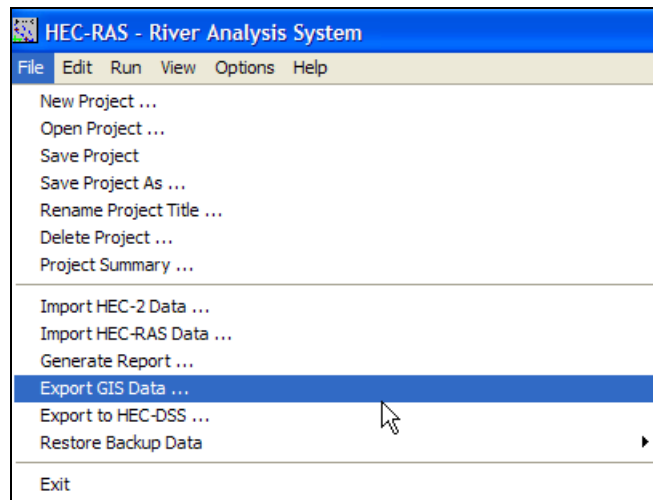 HEC-RAS - River Analysis System
File Edit Run View Options Help
New Project ...
Open Project ...
Save Project
Save Project As ...
Rename Project Title ...
Delete Project ...
Project Summary ...
Import HEC-2 Data ...
Import HEC-RAS Data ...
Generate Report ...
Export GIS Data ...
Export to HEC-DSS ...
Restore Backup Data
Exit